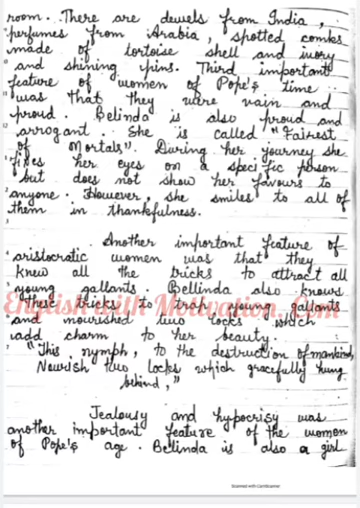 room. There are jewels from India,
perfumes from Arabia, spotted combs
made of tortoise shell and ivory
and shining pins. Third important
feature of women of Pope's time
was that they were vain and
proud. Belinda is also proud and
arrogant. She is called "Fairest
of Mortals". During her journey she
fixes her eyes on a specific person
but does not show her favours to
anyone. However, she smiles to all of
them in thankfulness.
Another important feature of
aristocratic women was that they
knew all the tricks to attract all
young gallants. Bellinda also knows
these tricks to trap young gallants
English with Motivation. Com
and nourished two locks which
add charm to her beauty.
"This, nymph, to the destruction of mankind,
Nourish two locks which gracefully hung
behind,"
Jealousy and hypocrisy was
another important feature of the women
of Pope's age. Belinda is also a girl
Scanned with CamScanner